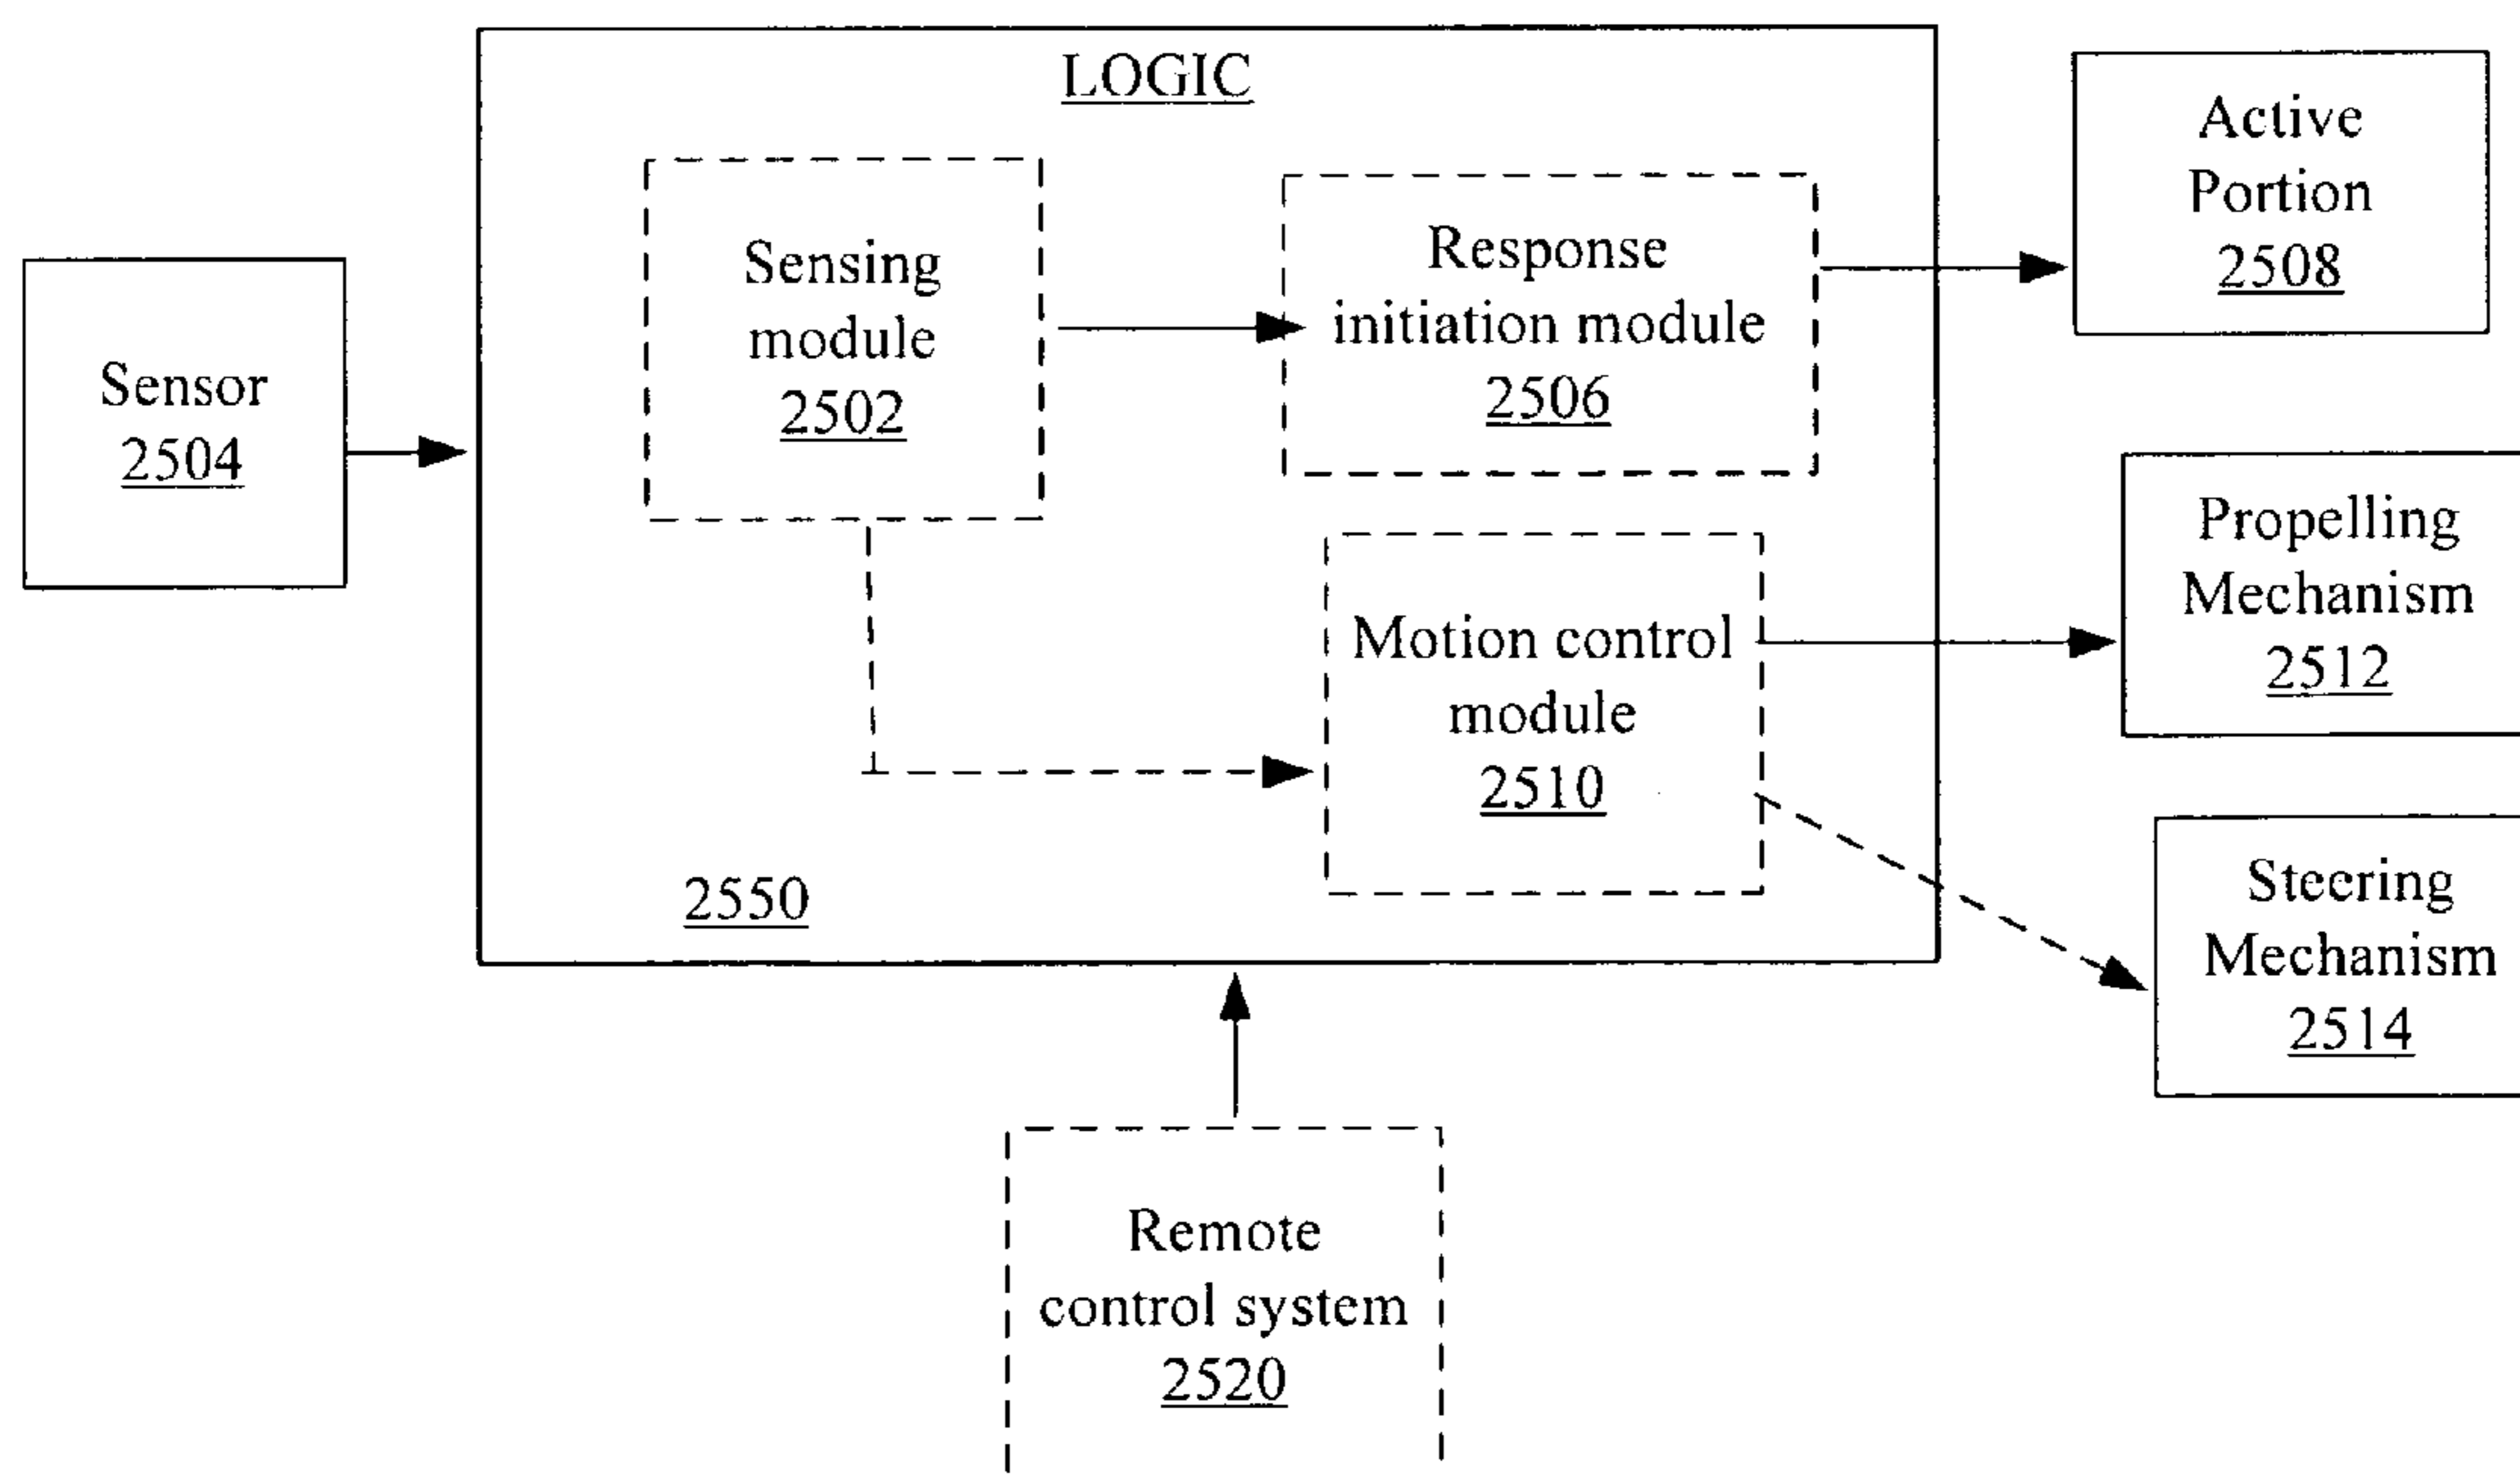 LOGIC
Sensor
2504
Sensing
module
2502
Response
initiation module
2506
Active
Portion
2508
Motion control
module
2510
Propelling
Mechanism
2512
Steering
Mechanism
2514
2550
Remote
control system
2520